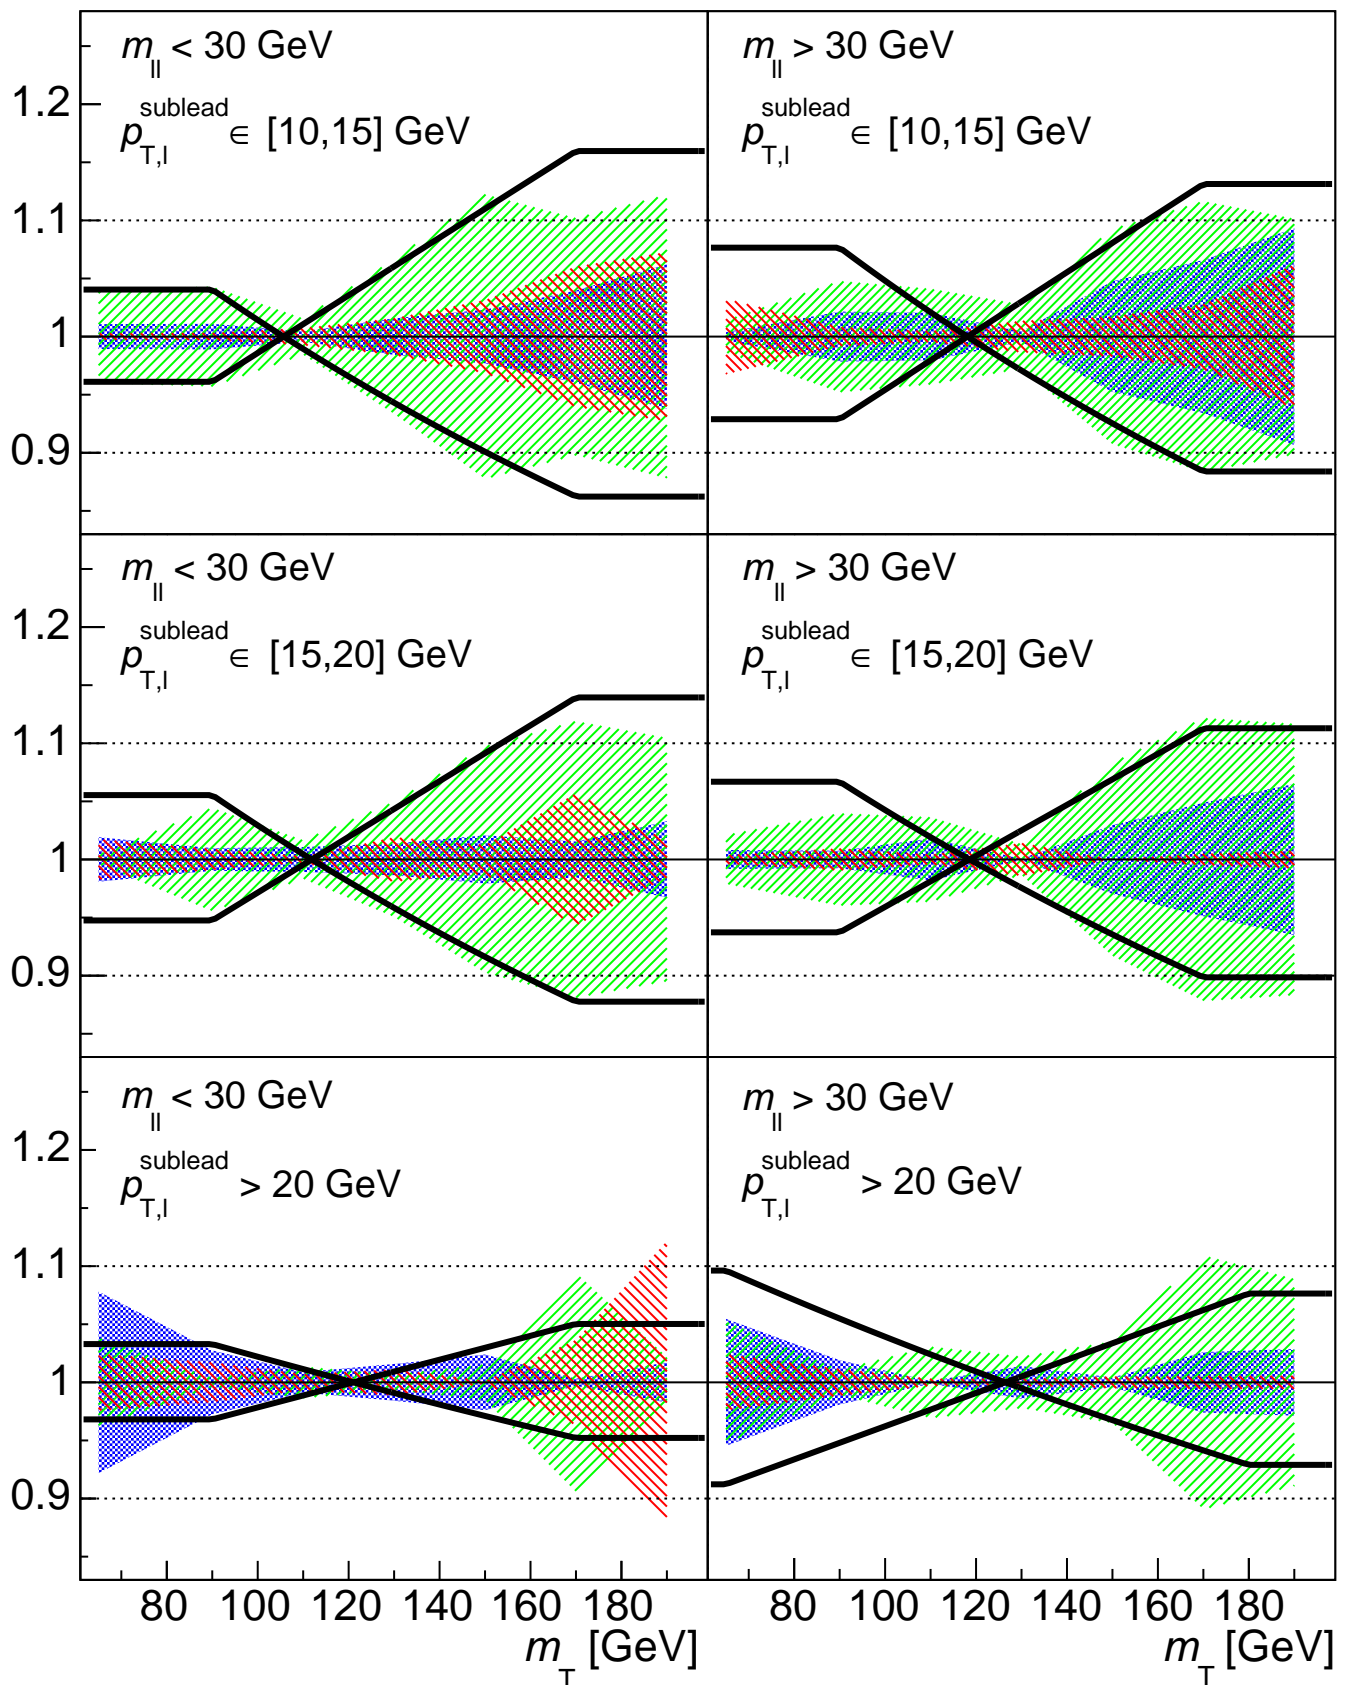 m_ll < 30 GeV
p_T,l^sublead ∈ [10,15] GeV
m_ll > 30 GeV
p_T,l^sublead ∈ [10,15] GeV
1.2
1.1
1
0.9
m_ll < 30 GeV
p_T,l^sublead ∈ [15,20] GeV
m_ll > 30 GeV
p_T,l^sublead ∈ [15,20] GeV
1.2
1.1
1
0.9
m_ll < 30 GeV
p_T,l^sublead > 20 GeV
m_ll > 30 GeV
p_T,l^sublead > 20 GeV
1.2
1.1
1
0.9
80 100 120 140 160 180
80 100 120 140 160 180
m_T [GeV]
m_T [GeV]